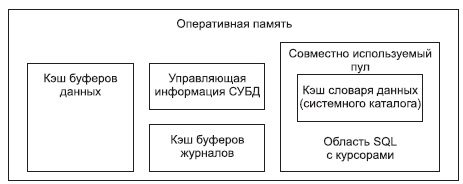 Оперативная память
Кэш буферов
данных
Управляющая
информация СУБД
Кэш буферов
журналов
Совместно используемый
пул
Кэш словаря данных
(системного каталога)
Область SQL
с курсорами